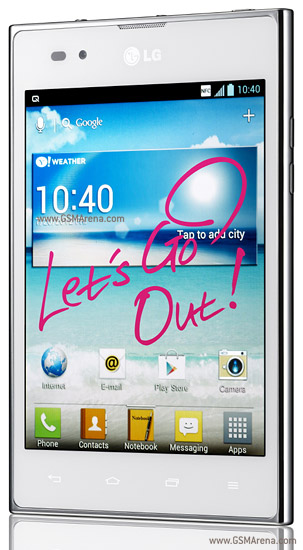 LG
Q NFC 10:40
Google
Y! WEATHER
10:40
www.GSMArena.com
Tap to add city
Let's Go
Out!
Internet E-mail Play Store Camera
Phone Contacts Notebook Messaging Apps
www.GSMArena.com